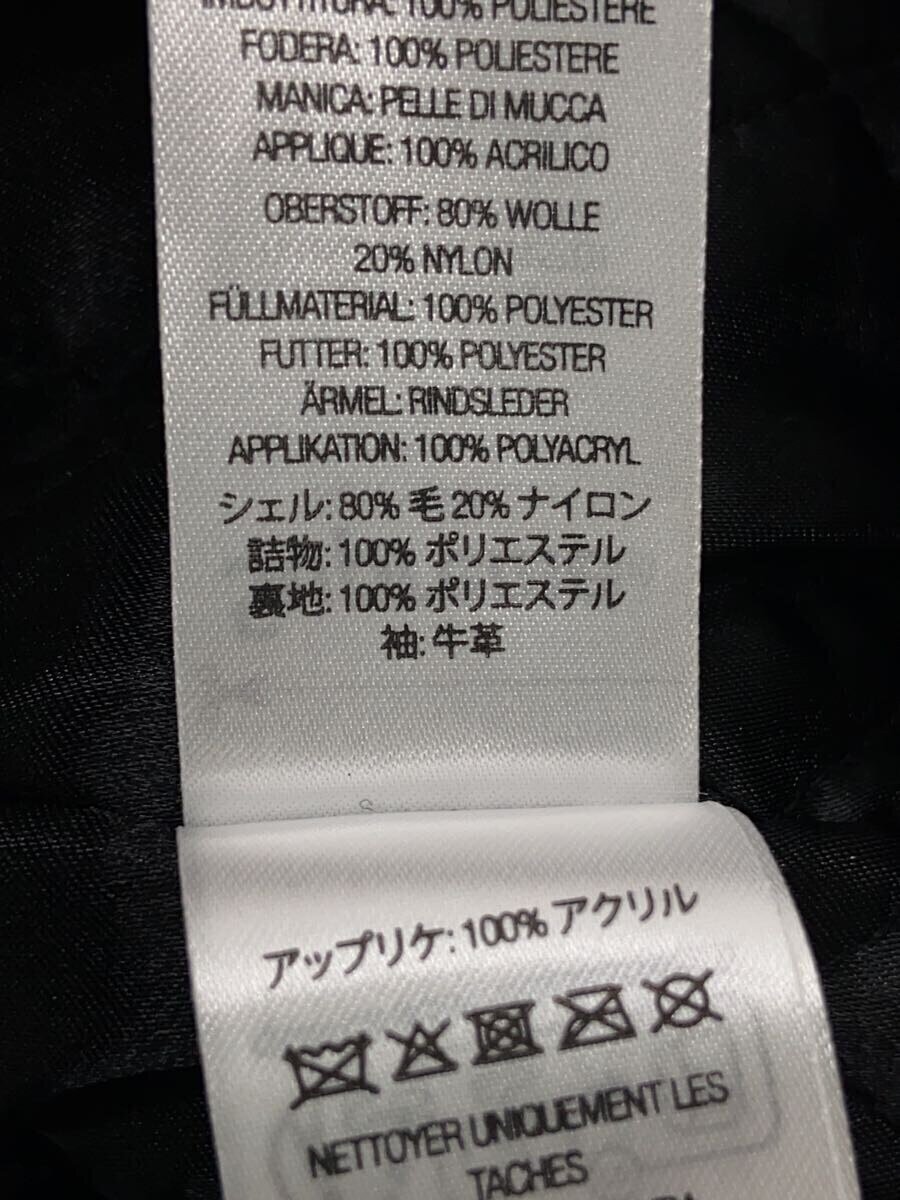 IMBOTTITURA: 100% POLIESTERE
FODERA: 100% POLIESTERE
MANICA: PELLE DI MUCCA
APPLIQUE: 100% ACRILICO
OBERSTOFF: 80% WOLLE
20% NYLON
FÜLLMATERIAL: 100% POLYESTER
FUTTER: 100% POLYESTER
ÄRMEL: RINDSLEDER
APPLIKATION: 100% POLYACRYL
シェル: 80% 毛 20% ナイロン
詰物: 100% ポリエステル
裏地: 100% ポリエステル
袖: 牛革
アップリケ: 100% アクリル
NETTOYER UNIQUEMENT LES
TACHES